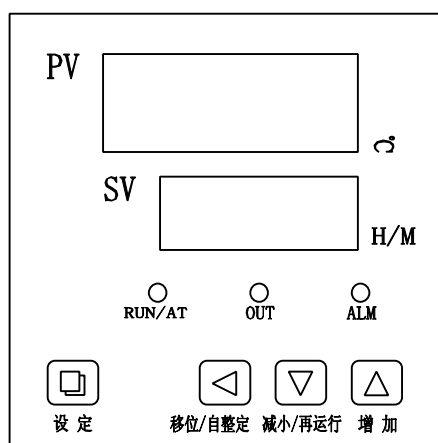 PV
℃
SV
H/M
RUN/AT OUT ALM
设定 移位/自整定 减小/再运行 增加